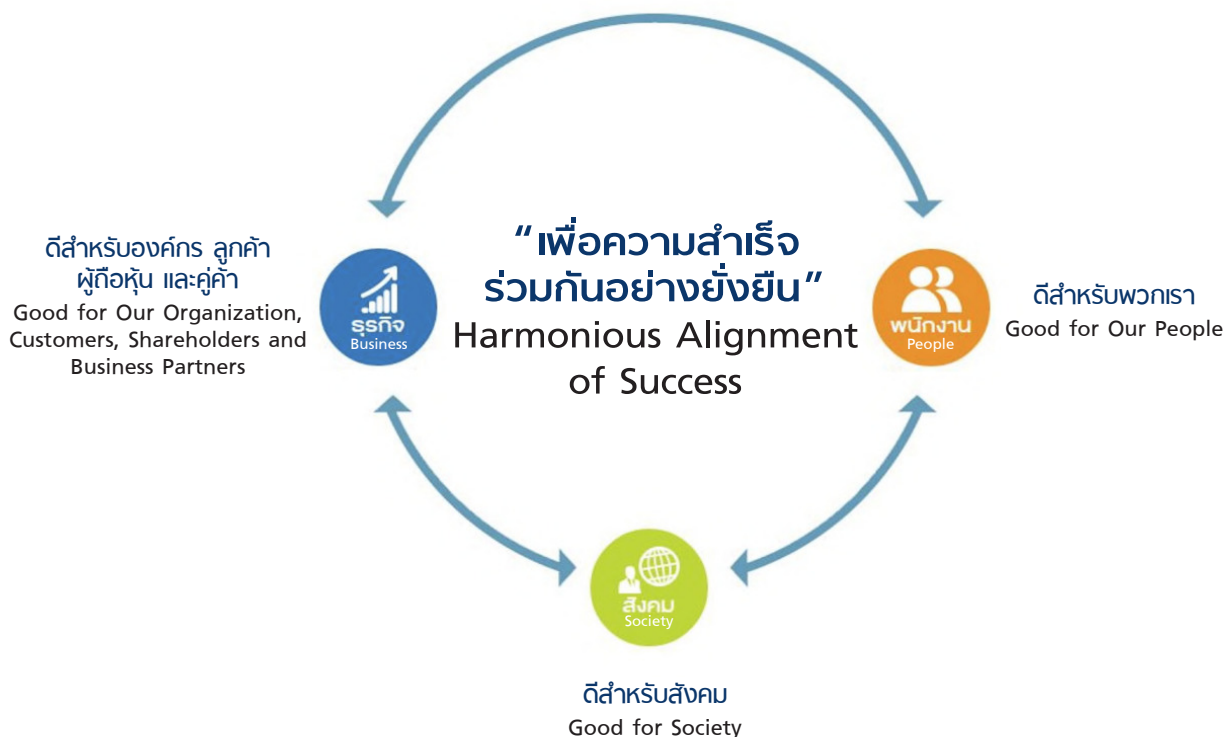 ดีสำหรับองค์กร ลูกค้า
ผู้ถือหุ้น และคู่ค้า
Good for Our Organization,
Customers, Shareholders and
Business Partners
ธุรกิจ
Business
“เพื่อความสำเร็จ
ร่วมกันอย่างยั่งยืน”
Harmonious Alignment
of Success
พนักงาน
People
ดีสำหรับพวกเรา
Good for Our People
สังคม
Society
ดีสำหรับสังคม
Good for Society